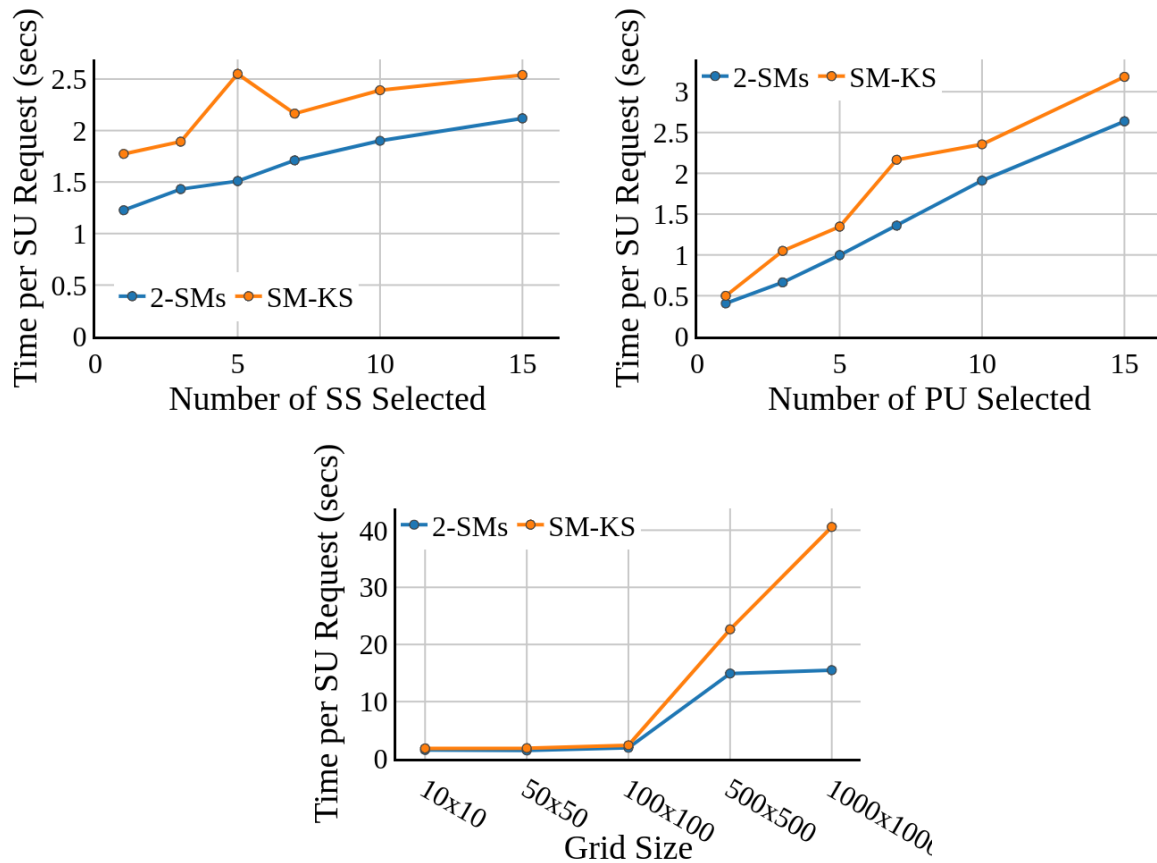 Time per SU Request (secs)
2.5
2
1.5
1
0.5
0
2-SMs SM-KS
0 5 10 15
Number of SS Selected
Time per SU Request (secs)
2-SMs SM-KS
3
2.5
2
1.5
1
0.5
0
0 5 10 15
Number of PU Selected
Time per SU Request (secs)
2-SMs SM-KS
40
30
20
10
0
10x10 50x50 100x100 500x500
Grid Size